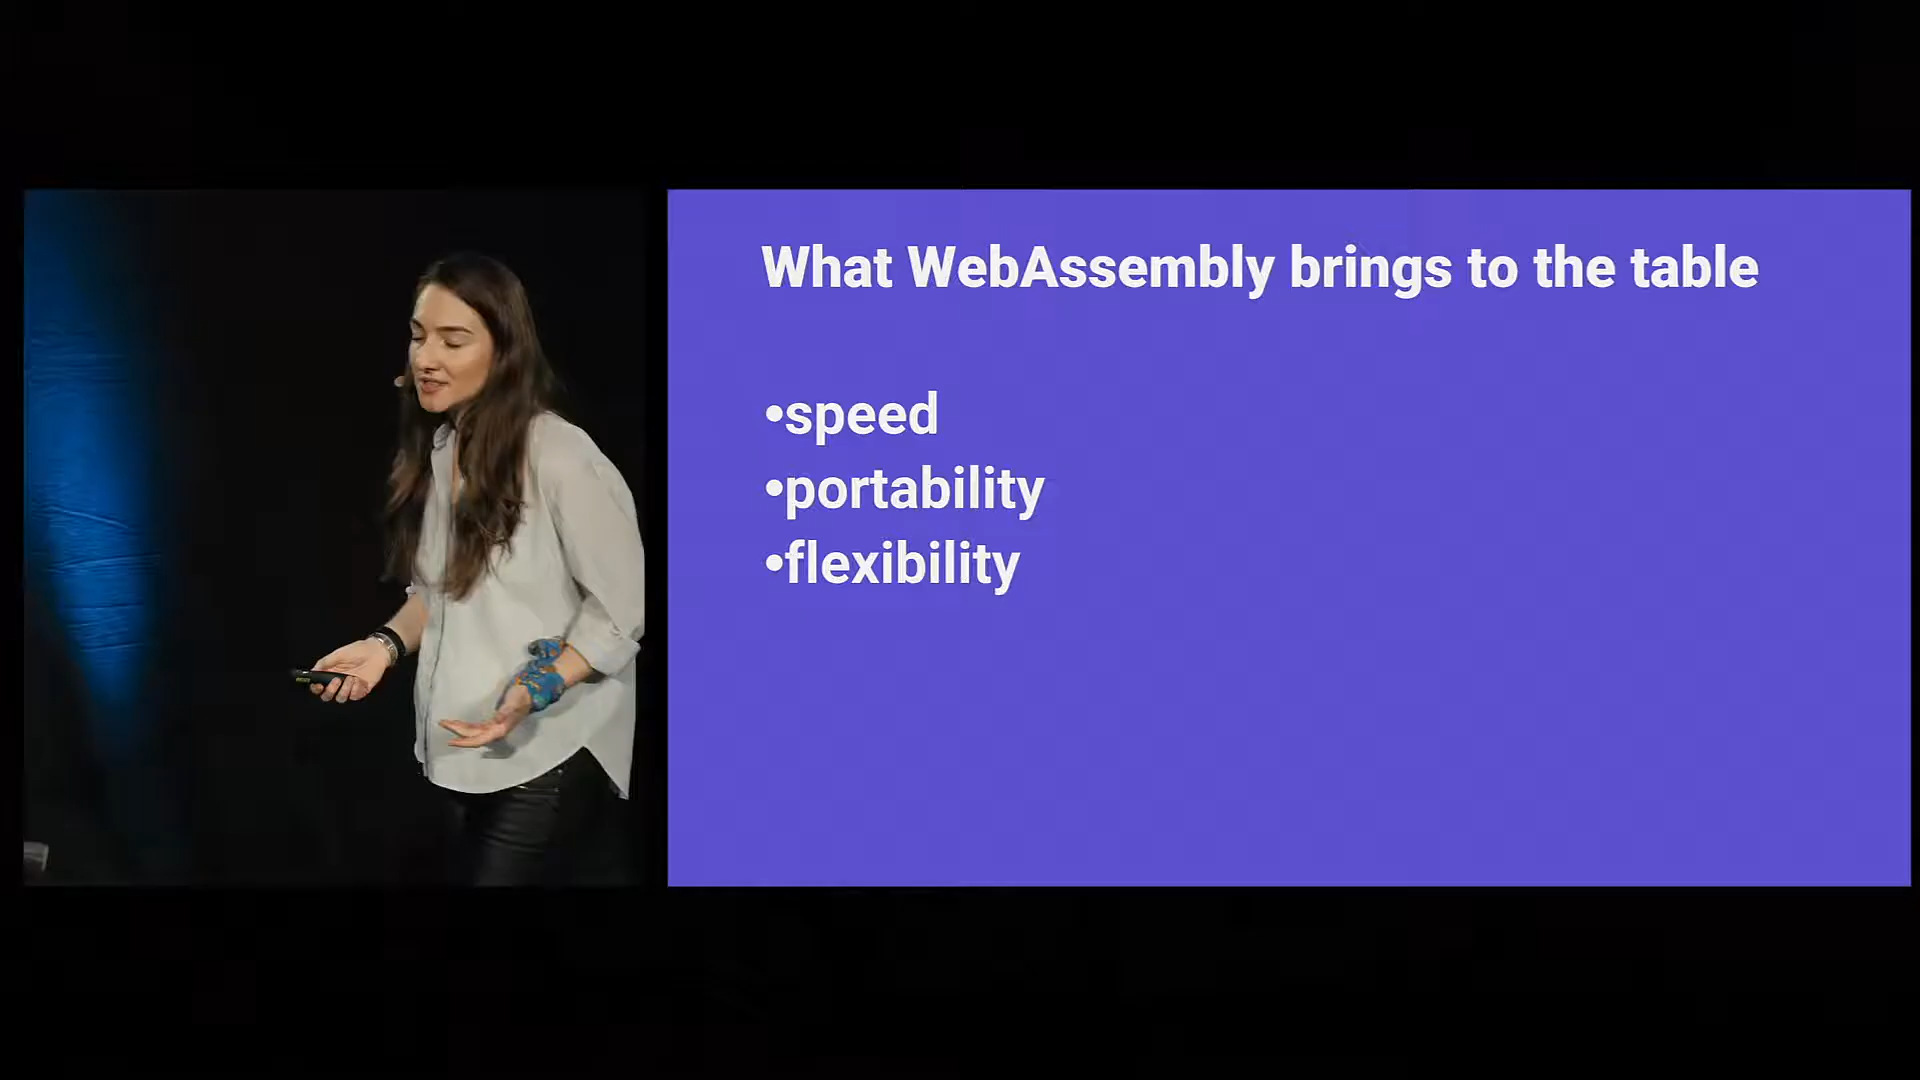 What WebAssembly brings to the table
•speed
•portability
•flexibility